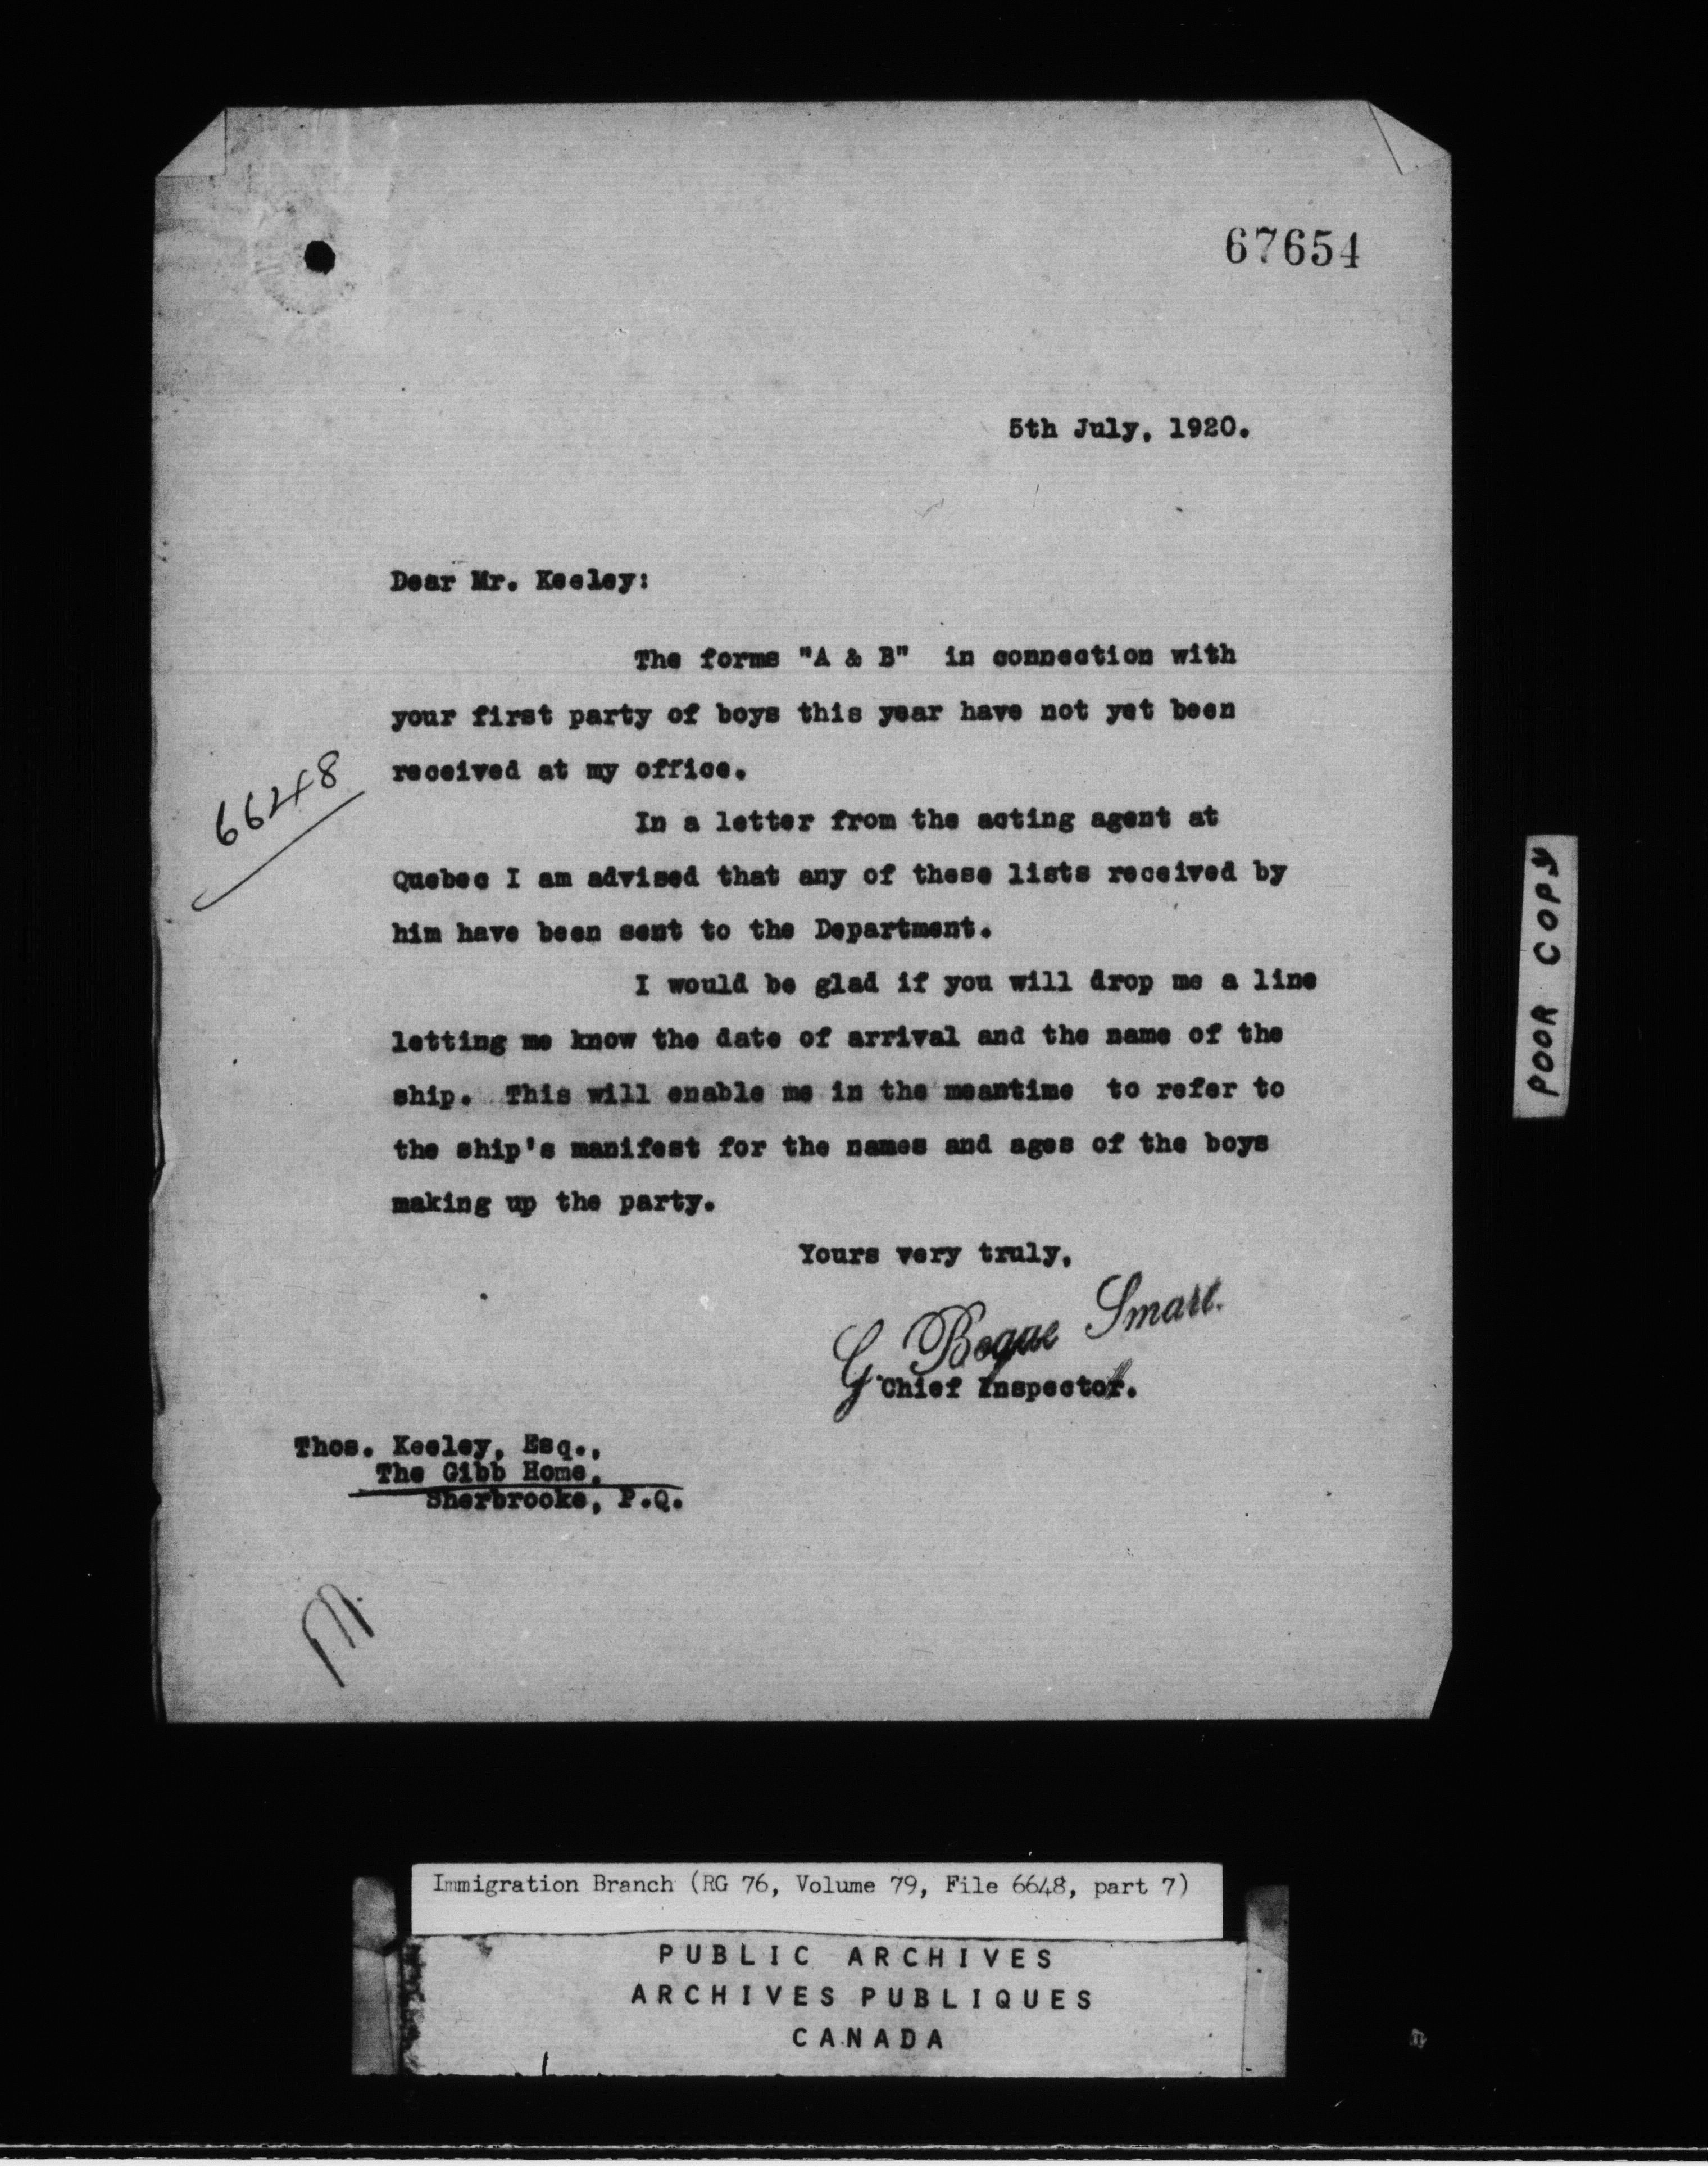 67654
5th July, 1920.
Dear Mr. Keeley:
The forms "A & B" in connection with
your first party of boys this year have not yet been
received at my office.
66248
In a letter from the acting agent at
Quebec I am advised that any of these lists received by
him have been sent to the Department.
I would be glad if you will drop me a line
letting me know the date of arrival and the name of the
ship. This will enable me in the meantime to refer to
the ship's manifest for the names and ages of the boys
making up the party.
Yours very truly,
G. Bogue Smart.
Chief Inspector.
Thos. Keeley, Esq.,
The Gibb Home,
Sherbrooke, P.Q.
POOR COPY
Immigration Branch (RG 76, Volume 79, File 6648, part 7)
PUBLIC ARCHIVES
ARCHIVES PUBLIQUES
CANADA